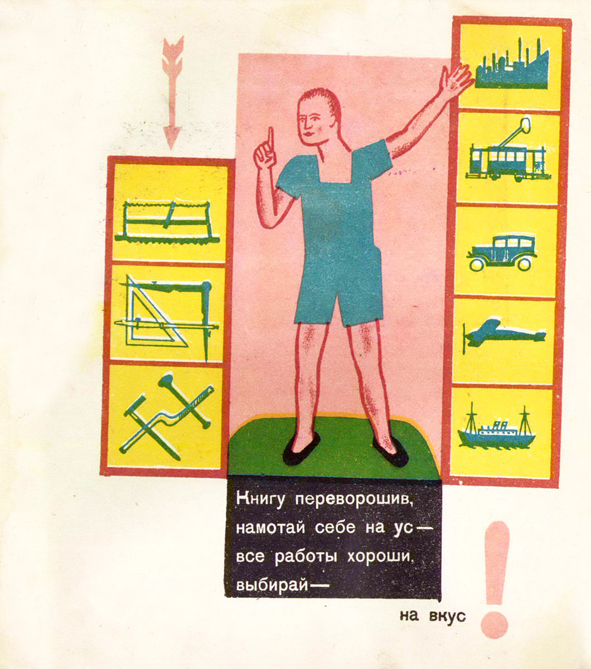 Книгу переворошив,
намотай себе на ус—
все работы хороши,
выбирай—
на вкус
!